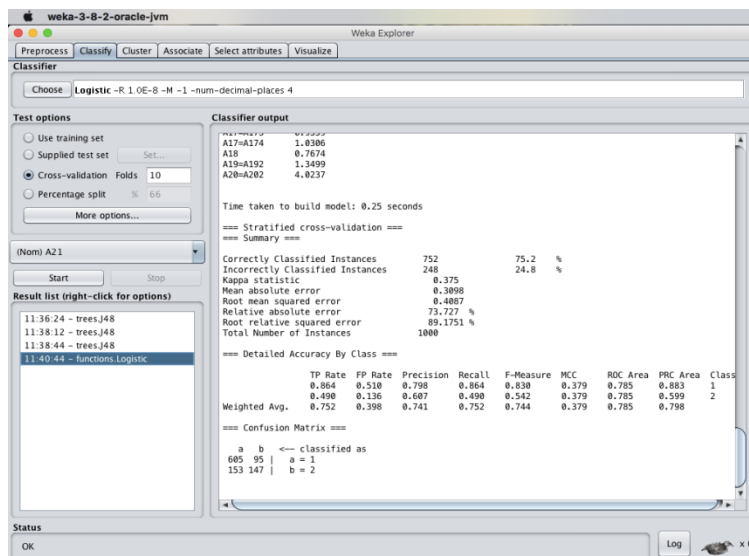 weka-3-8-2-oracle-jvm
Weka Explorer
Preprocess Classify Cluster Associate Select attributes Visualize
Classifier
Choose Logistic -R 1.0E-8 -M -1 -num-decimal-places 4
Test options
Use training set
Supplied test set Set...
Cross-validation Folds 10
Percentage split % 66
More options...
(Nom) A21
Start Stop
Result list (right-click for options)
11:36:24 - trees.J48
11:38:12 - trees.J48
11:38:44 - trees.J48
11:40:44 - functions.Logistic
Classifier output
A17=A174 1.0306
A18 0.7674
A19=A192 1.3499
A20=A202 4.0237
Time taken to build model: 0.25 seconds
=== Stratified cross-validation ===
=== Summary ===
Correctly Classified Instances 752 75.2 %
Incorrectly Classified Instances 248 24.8 %
Kappa statistic 0.375
Mean absolute error 0.3098
Root mean squared error 0.4087
Relative absolute error 73.727 %
Root relative squared error 89.1751 %
Total Number of Instances 1000
=== Detailed Accuracy By Class ===
TP Rate FP Rate Precision Recall F-Measure MCC ROC Area PRC Area Class
0.864 0.510 0.798 0.864 0.830 0.379 0.785 0.883 1
0.490 0.136 0.607 0.490 0.542 0.379 0.785 0.599 2
Weighted Avg. 0.752 0.398 0.741 0.752 0.744 0.379 0.785 0.798
=== Confusion Matrix ===
a b <-- classified as
605 95 | a = 1
153 147 | b = 2
Status
OK
Log